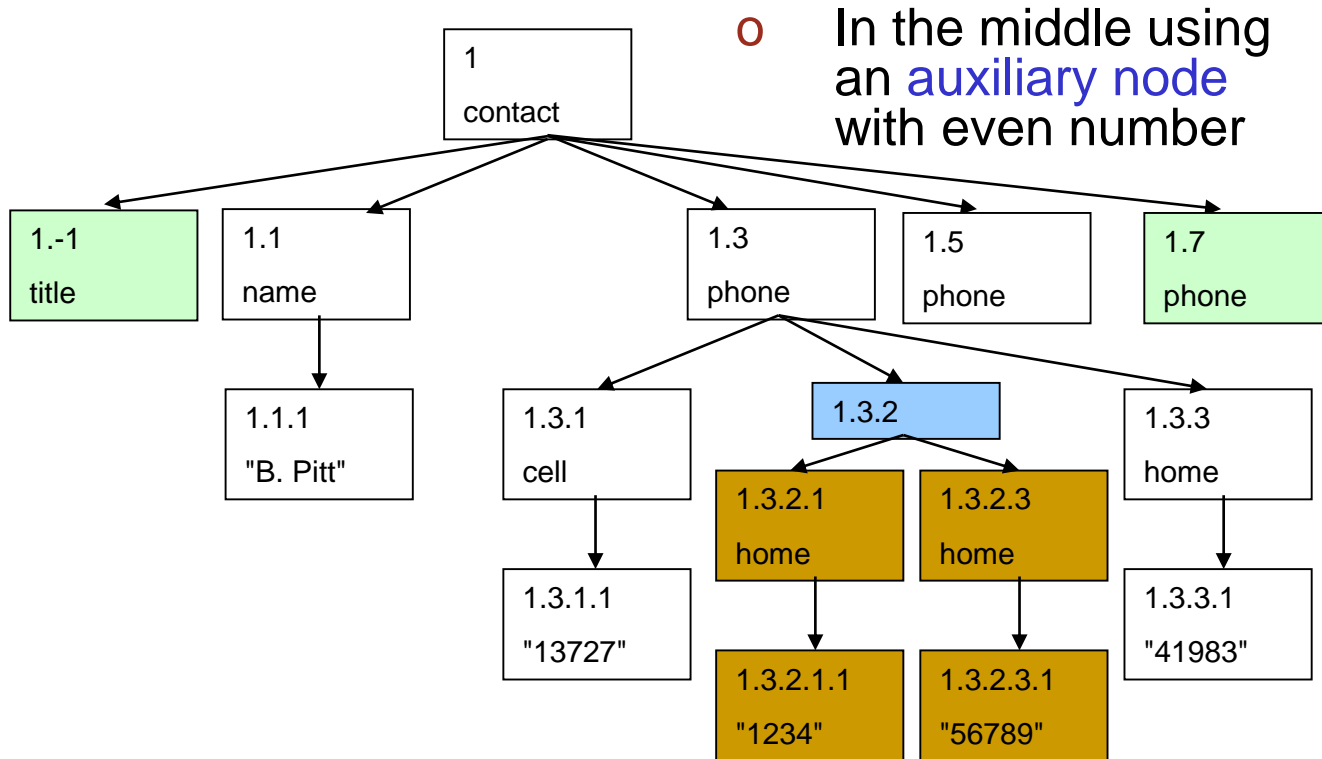 o In the middle using
an auxiliary node
with even number
1
contact
1.-1
title
1.1
name
1.3
phone
1.5
phone
1.7
phone
1.1.1
"B. Pitt"
1.3.1
cell
1.3.2
1.3.3
home
1.3.2.1
home
1.3.2.3
home
1.3.1.1
"13727"
1.3.3.1
"41983"
1.3.2.1.1
"1234"
1.3.2.3.1
"56789"